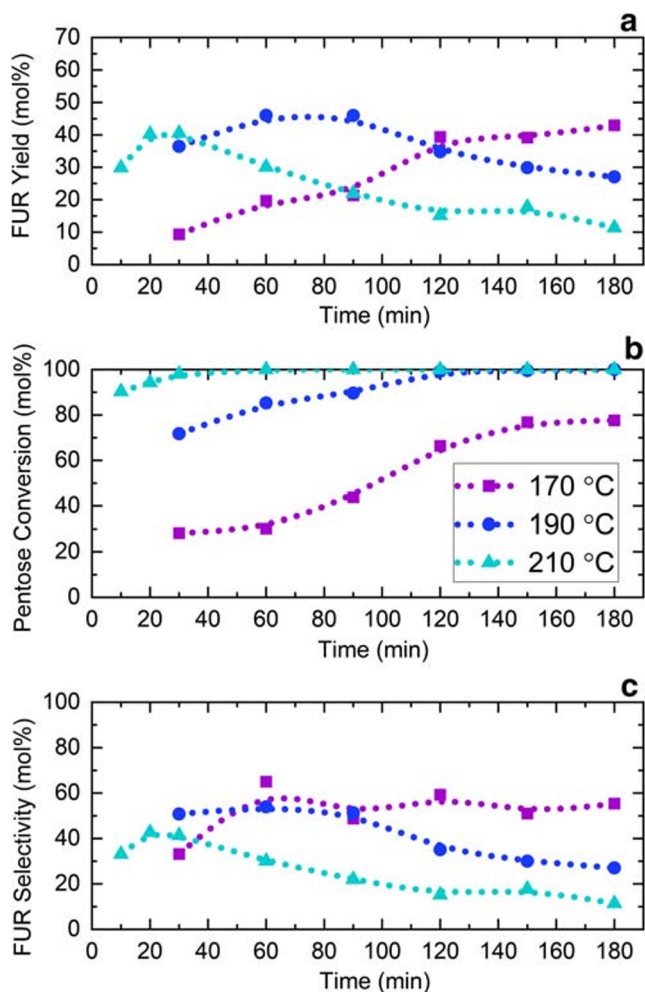 a
FUR Yield (mol%)
70
60
50
40
30
20
10
0
0 20 40 60 80 100 120 140 160 180
Time (min)
b
Pentose Conversion (mol%)
100
80
60
40
20
0
170 °C
190 °C
210 °C
0 20 40 60 80 100 120 140 160 180
Time (min)
c
FUR Selectivity (mol%)
100
80
60
40
20
0
0 20 40 60 80 100 120 140 160 180
Time (min)